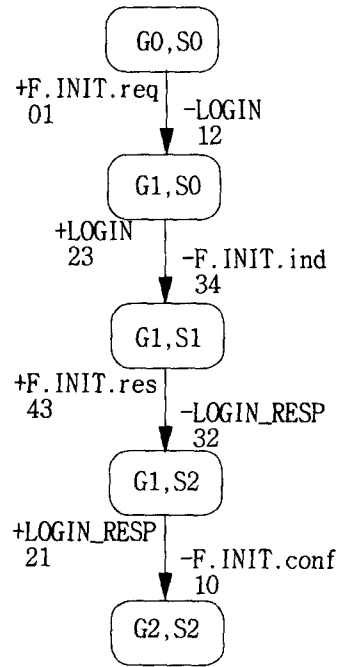 G0,S0
+F.INIT.req
01
-LOGIN
12
G1,S0
+LOGIN
23
-F.INIT.ind
34
G1,S1
+F.INIT.res
43
-LOGIN_RESP
32
G1,S2
+LOGIN_RESP
21
-F.INIT.conf
10
G2,S2